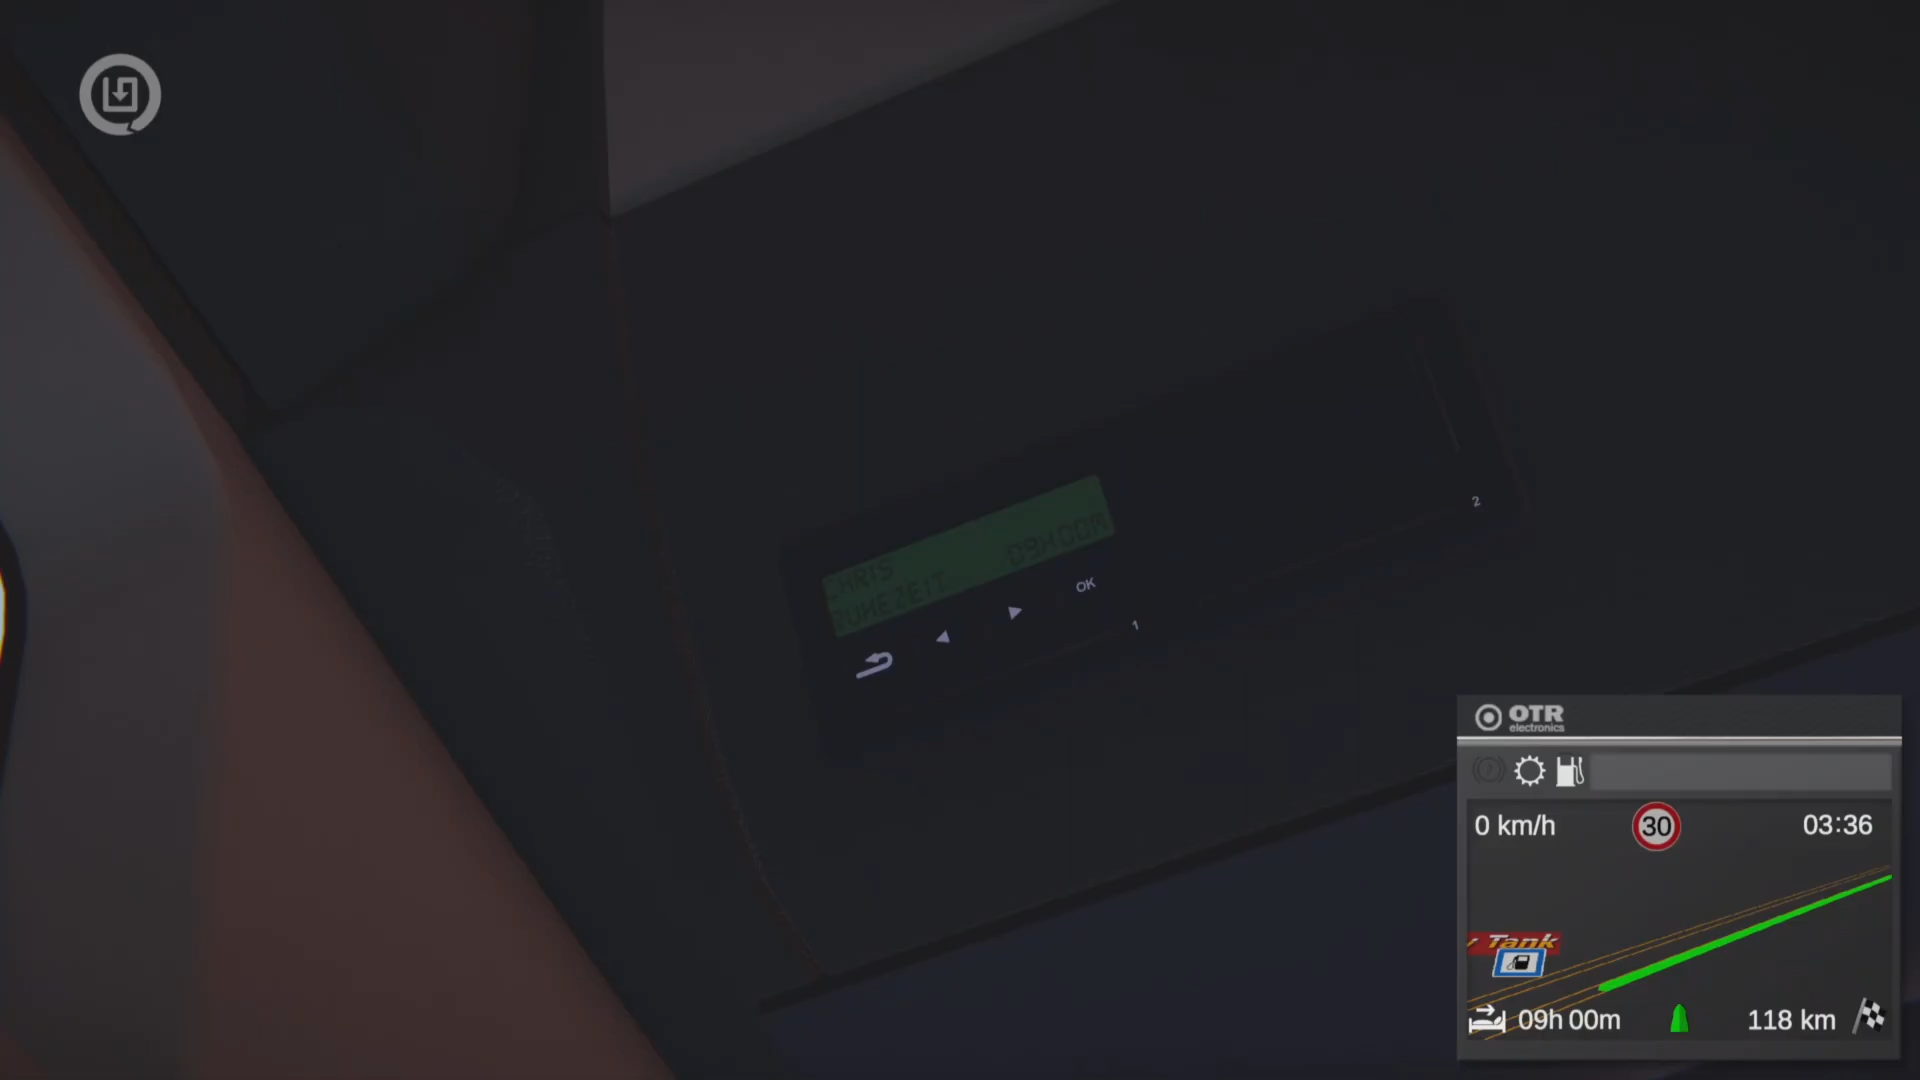 CHRIS
RUHEZEIT 09H00M
OK
1
2
OTR
electronics
0 km/h 30 03:36
Tank
09h 00m 118 km